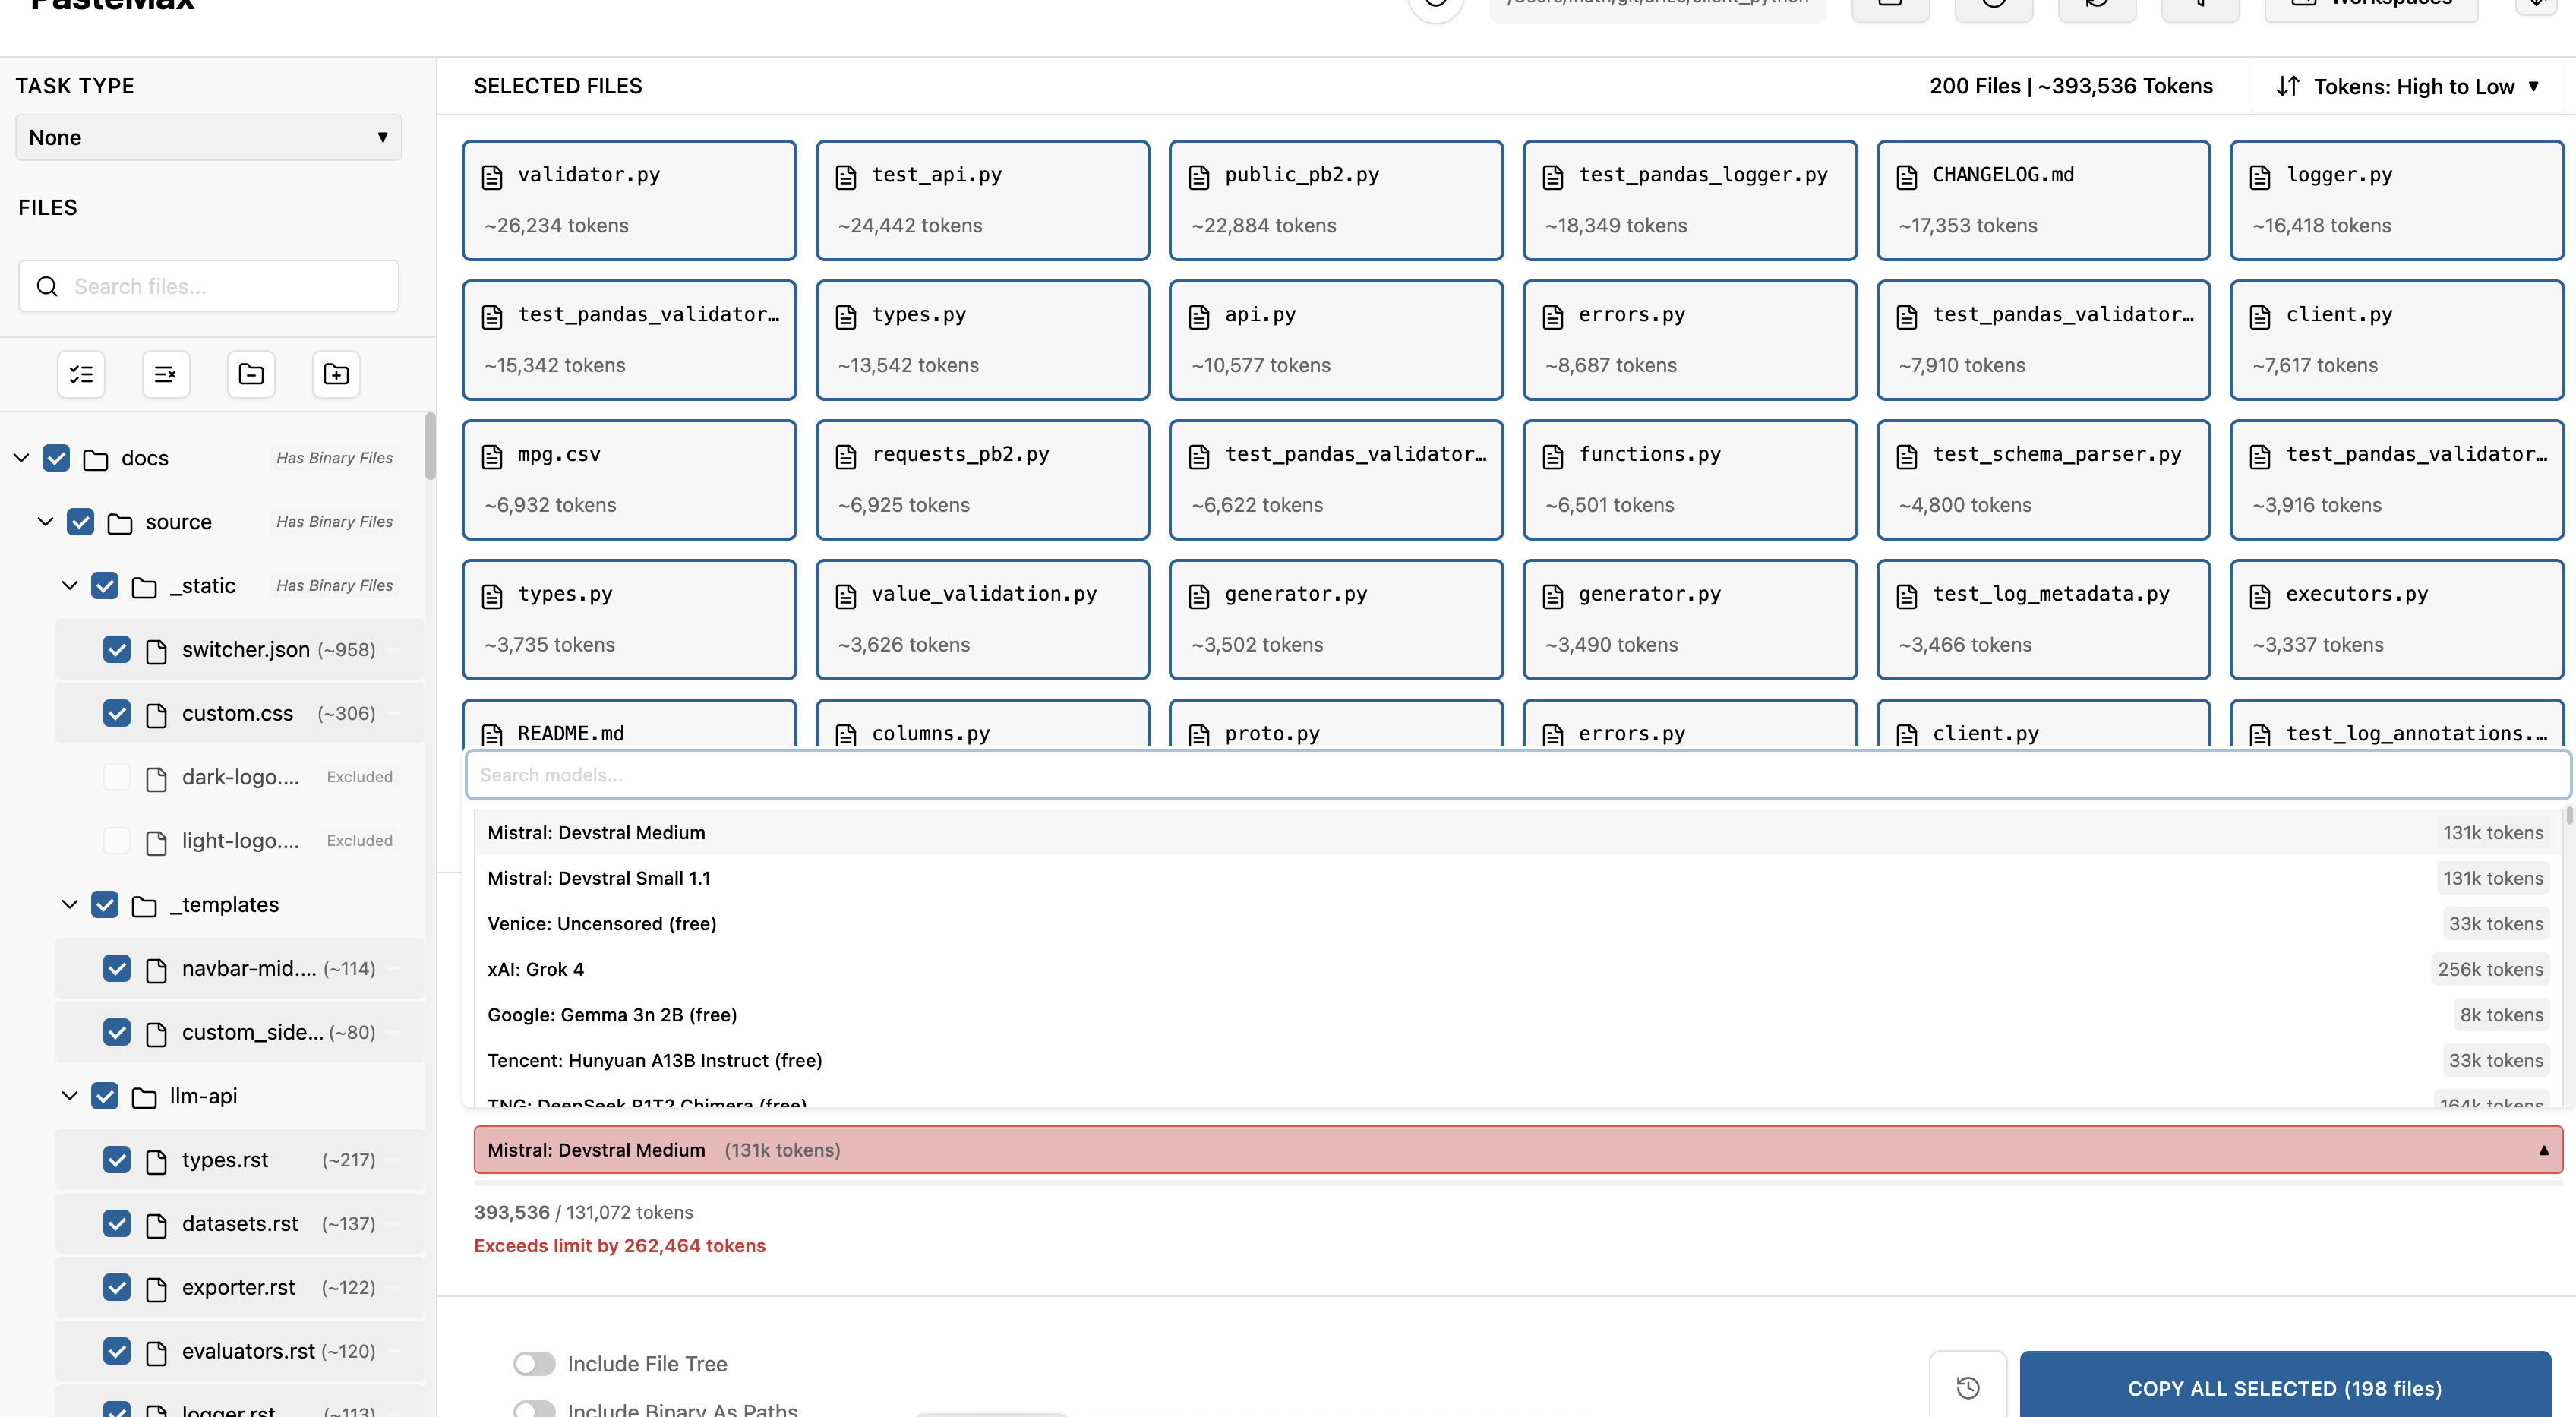 PasteMax
/Users/math/git/arize/client_python
Workspaces
TASK TYPE
None
FILES
Search files...
docs Has Binary Files
source Has Binary Files
_static Has Binary Files
switcher.json (~958)
custom.css (~306)
dark-logo.... Excluded
light-logo.... Excluded
_templates
navbar-mid.... (~114)
custom_side... (~80)
llm-api
types.rst (~217)
datasets.rst (~137)
exporter.rst (~122)
evaluators.rst (~120)
logger.rst (~113)
SELECTED FILES
200 Files | ~393,536 Tokens
Tokens: High to Low
validator.py
~26,234 tokens
test_api.py
~24,442 tokens
public_pb2.py
~22,884 tokens
test_pandas_logger.py
~18,349 tokens
CHANGELOG.md
~17,353 tokens
logger.py
~16,418 tokens
test_pandas_validator…
~15,342 tokens
types.py
~13,542 tokens
api.py
~10,577 tokens
errors.py
~8,687 tokens
test_pandas_validator…
~7,910 tokens
client.py
~7,617 tokens
mpg.csv
~6,932 tokens
requests_pb2.py
~6,925 tokens
test_pandas_validator…
~6,622 tokens
functions.py
~6,501 tokens
test_schema_parser.py
~4,800 tokens
test_pandas_validator…
~3,916 tokens
types.py
~3,735 tokens
value_validation.py
~3,626 tokens
generator.py
~3,502 tokens
generator.py
~3,490 tokens
test_log_metadata.py
~3,466 tokens
executors.py
~3,337 tokens
README.md
columns.py
proto.py
errors.py
client.py
test_log_annotations.…
Search models...
Mistral: Devstral Medium 131k tokens
Mistral: Devstral Small 1.1 131k tokens
Venice: Uncensored (free) 33k tokens
xAI: Grok 4 256k tokens
Google: Gemma 3n 2B (free) 8k tokens
Tencent: Hunyuan A13B Instruct (free) 33k tokens
TNG: DeepSeek R1T2 Chimera (free) 164k tokens
Mistral: Devstral Medium (131k tokens)
393,536 / 131,072 tokens
Exceeds limit by 262,464 tokens
Include File Tree
Include Binary As Paths
COPY ALL SELECTED (198 files)